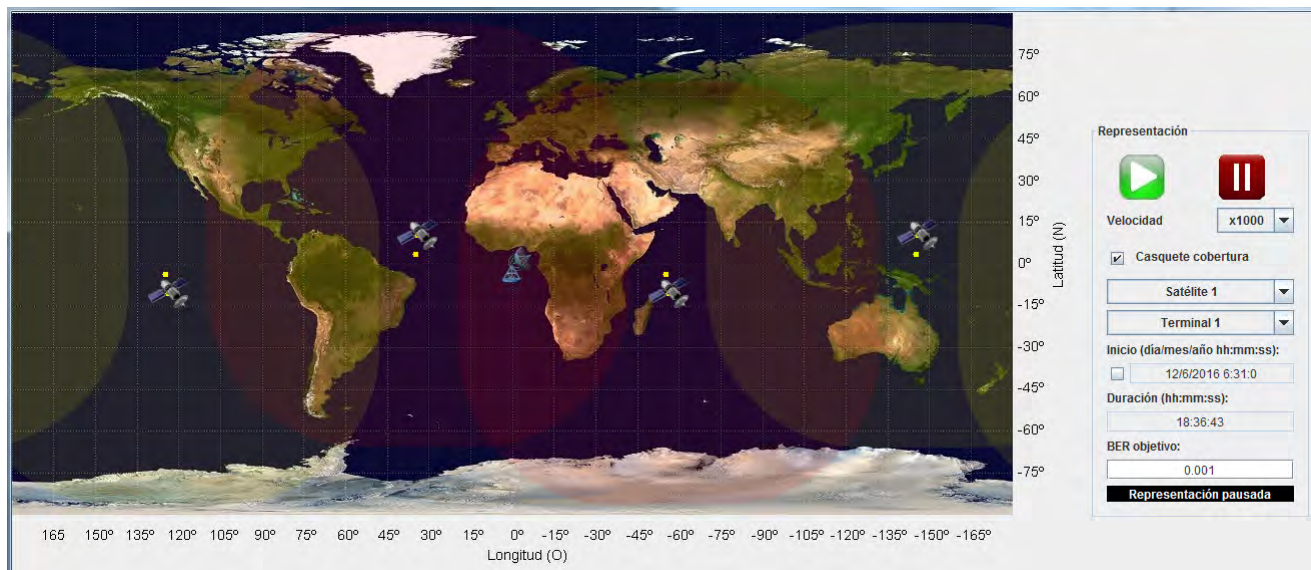 75º
60º
45º
30º
15º
0º
-15º
-30º
-45º
-60º
-75º
Latitud (N)
165 150º 135º 120º 90º 75º 60º 45º 30º 15º 0º -15º -30º -45º -60º -75º -90º -105º -120º -135º -150º -165º
Longitud (O)
Representación
Velocidad x1000
Casquete cobertura
Satélite 1
Terminal 1
Inicio (día/mes/año hh:mm:ss):
12/6/2016 6:31:0
Duración (hh:mm:ss):
18:36:43
BER objetivo:
0.001
Representación pausada